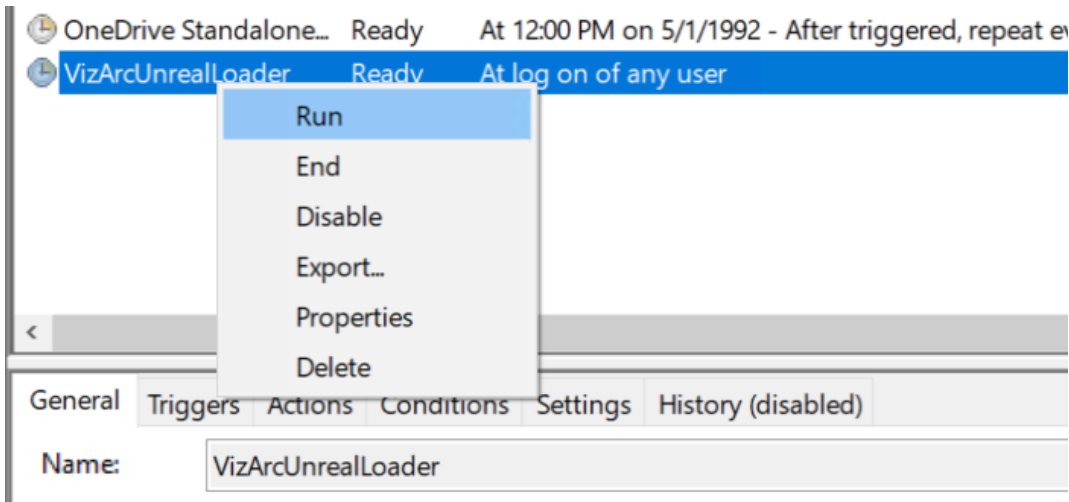 OneDrive Standalone... Ready At 12:00 PM on 5/1/1992 - After triggered, repeat
VizArcUnrealLoader Ready At log on of any user
Run
End
Disable
Export...
Properties
Delete
General Triggers Actions Conditions Settings History (disabled)
Name: VizArcUnrealLoader